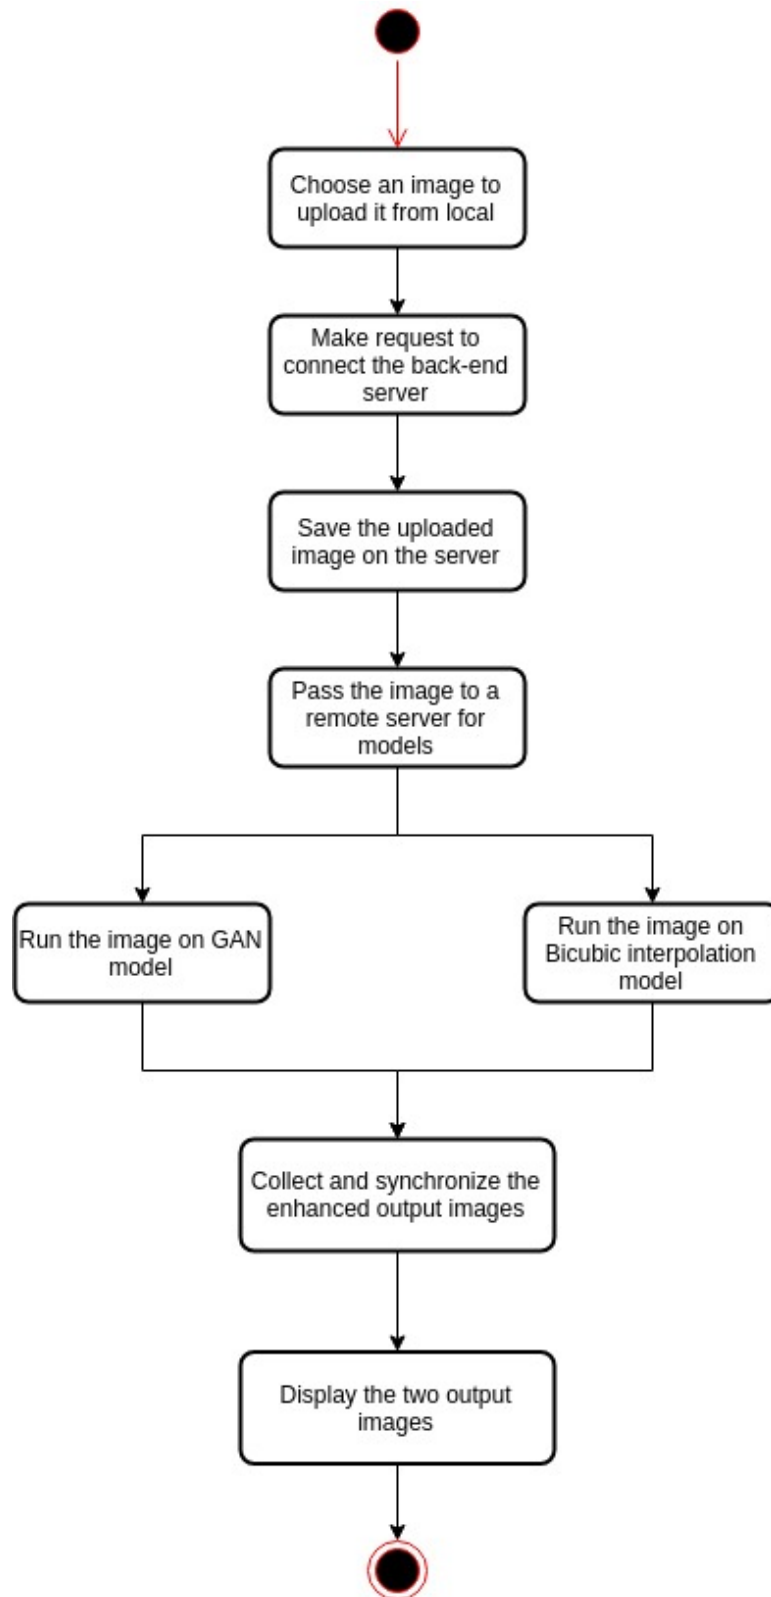 Choose an image to
upload it from local
Make request to
connect the back-end
server
Save the uploaded
image on the server
Pass the image to a
remote server for
models
Run the image on GAN
model
Run the image on
Bicubic interpolation
model
Collect and synchronize the
enhanced output images
Display the two output
images